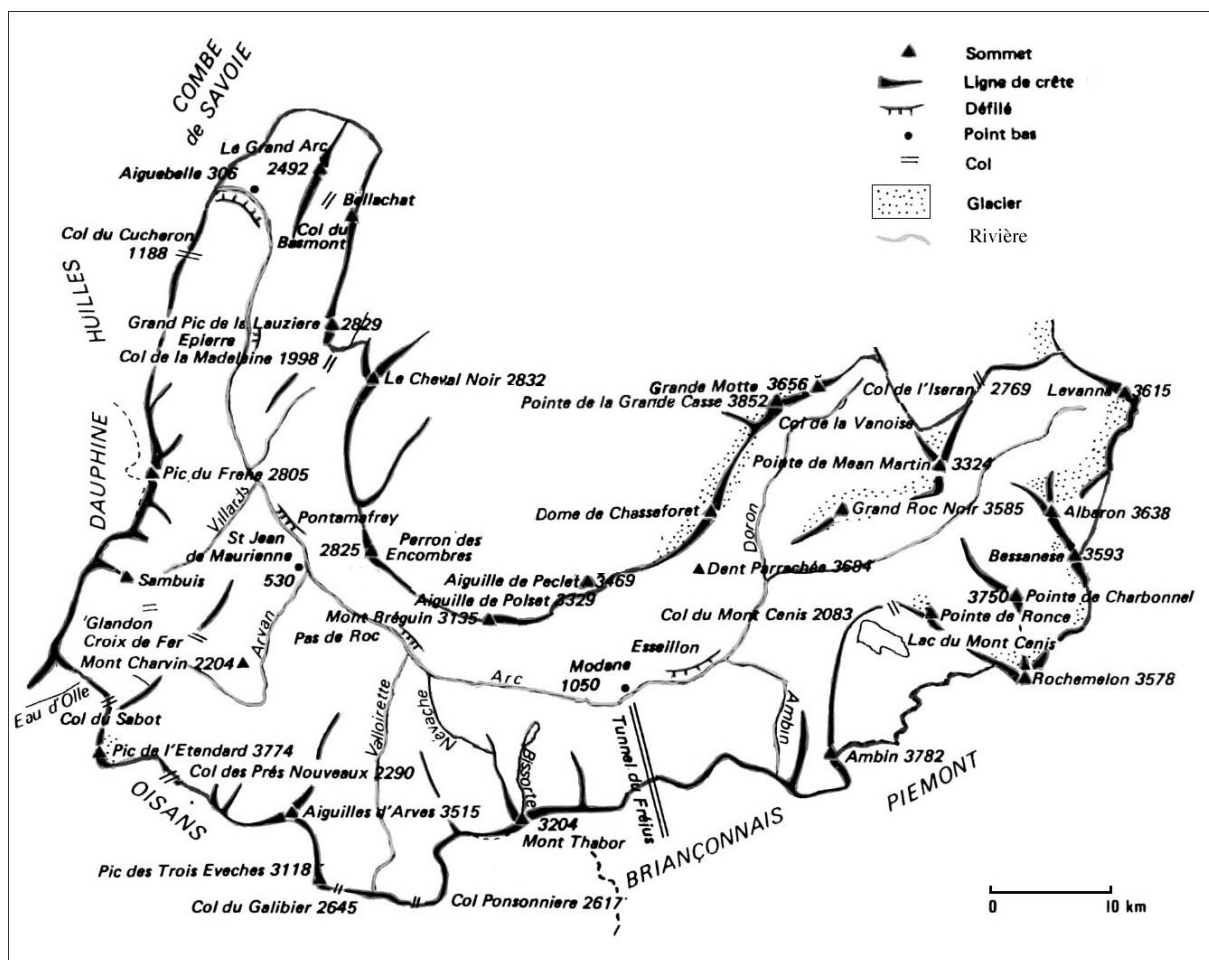 COMBE
de SAVOIE
Sommet
Ligne de crête
Défilé
Point bas
Col
Glacier
Rivière
Le Grand Arc
2492
Aiguebelle 306
Bellachat
Col du
Basmont
Col du Cucheron
1188
HUILLES
Grand Pic de la Lauziere 2829
Epierre
Col de la Madeleine 1998
Le Cheval Noir 2832
Grande Motte 3656
Pointe de la Grande Casse 3852
Col de l'Iseran 2769
Levanna 3615
Col de la Vanoise
DAUPHINE
Pic du Frene 2805
Pointe de Mean Martin 3324
Villards
Pontamafrey
Dome de Chasseforet
Doron
Grand Roc Noir 3585
Albaron 3638
St Jean
de Maurienne
530
Perron des
Encombres
2825
Bessanese 3593
Sambuis
Aiguille de Peclet 3469
Dent Parrachée 3684
Aiguille de Polset 3329
3750 Pointe de Charbonnel
Glandon
Croix de Fer
Arvan
Mont Bréquin 3135
Pas de Roc
Col du Mont Cenis 2083
Pointe de Ronce
Lac du Mont Cenis
Mont Charvin 2204
Esseillon
Modane
1050
Arc
Rochemelon 3578
Eau d'Olle
Col du Sabot
Valloirette
Névache
Bissorte
Tunnel du Fréjus
Ambin
Pic de l'Etendard 3774
Col des Prés Nouveaux 2290
Ambin 3782
OISANS
PIEMONT
Aiguilles d'Arves 3515
3204
Mont Thabor
BRIANÇONNAIS
Pic des Trois Eveches 3118
Col du Galibier 2645
Col Ponsonniere 2617
0 10 km